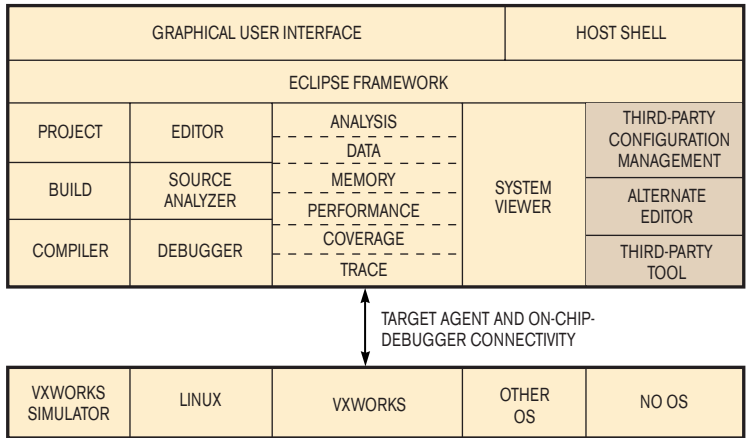 GRAPHICAL USER INTERFACE
HOST SHELL
ECLIPSE FRAMEWORK
PROJECT
EDITOR
BUILD
SOURCE
ANALYZER
COMPILER
DEBUGGER
ANALYSIS
DATA
MEMORY
PERFORMANCE
COVERAGE
TRACE
SYSTEM
VIEWER
THIRD-PARTY
CONFIGURATION
MANAGEMENT
ALTERNATE
EDITOR
THIRD-PARTY
TOOL
TARGET AGENT AND ON-CHIP-
DEBUGGER CONNECTIVITY
VXWORKS
SIMULATOR
LINUX
VXWORKS
OTHER
OS
NO OS